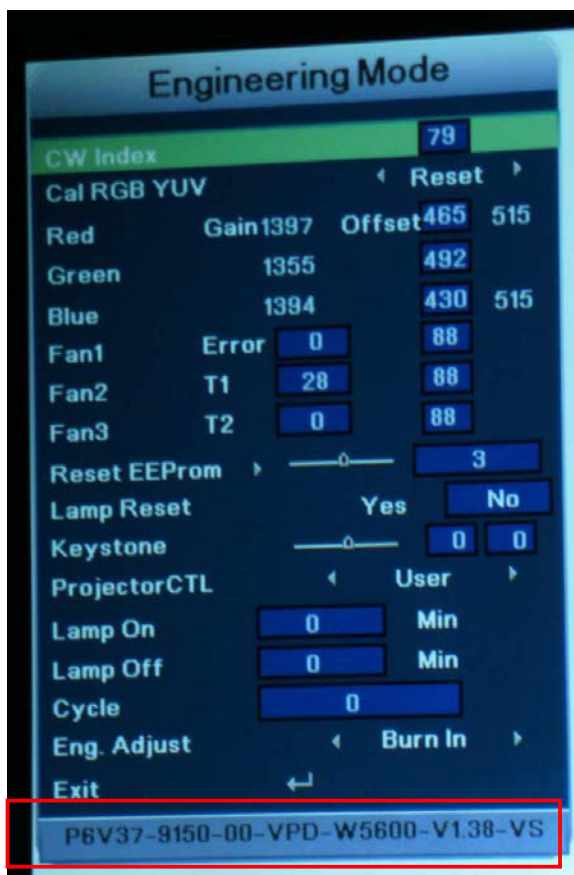 Engineering Mode
CW Index 79
Cal RGB YUV Reset
Red Gain 1397 Offset 465 515
Green 1355 492
Blue 1394 430 515
Fan1 Error 0 88
Fan2 T1 28 88
Fan3 T2 0 88
Reset EEProm 3
Lamp Reset Yes No
Keystone 0 0
ProjectorCTL User
Lamp On 0 Min
Lamp Off 0 Min
Cycle 0
Eng. Adjust Burn In
Exit
P6V37-9150-00-VPD-W5600-V1.38-VS